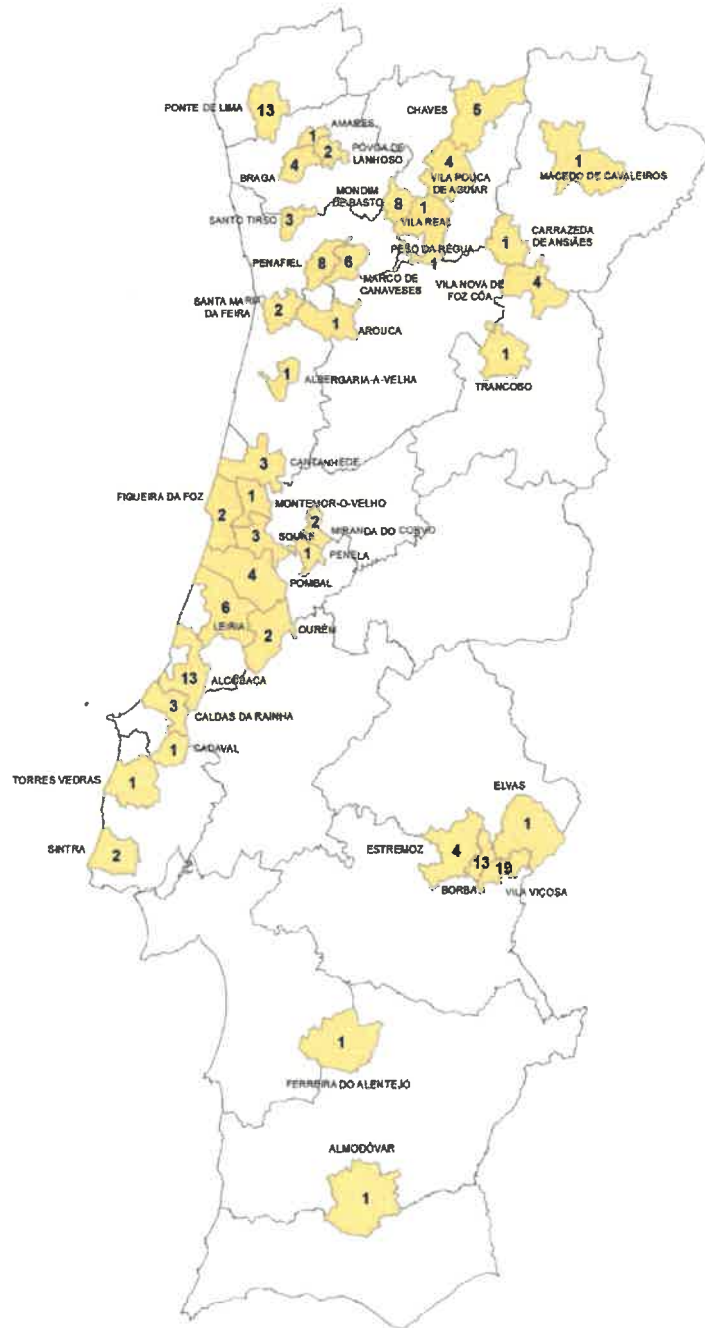 PONTE DE LIMA
13
CHAVES
5
AMARES
1
PÓVOA DE
LANHOSO
2
BRAGA
4
VILA POUCA
DE AGUIAR
4
MACEDO DE CAVALEIROS
1
MONDIM
DE BASTO
8
VILA REAL
1
SANTO TIRSO
3
PESO DA RÉGUA
1
CARRAZEDA
DE ANSIÃES
1
PENAFIEL
8
MARCO DE
CANAVESES
6
VILA NOVA DE
FOZ CÔA
4
SANTA MARIA
DA FEIRA
2
AROUCA
1
TRANCOSO
1
ALBERGARIA-A-VELHA
1
CANTANHEDE
3
FIGUEIRA DA FOZ
2
MONTEMOR-O-VELHO
1
SOURE
3
MIRANDA DO CORVO
2
PENELA
1
POMBAL
4
LEIRIA
6
OURÉM
2
ALCOBAÇA
13
CALDAS DA RAINHA
3
CADAVAL
1
TORRES VEDRAS
1
SINTRA
2
ELVAS
1
ESTREMOZ
4
BORBA
13
VILA VIÇOSA
19
FERREIRA DO ALENTEJO
1
ALMODÔVAR
1